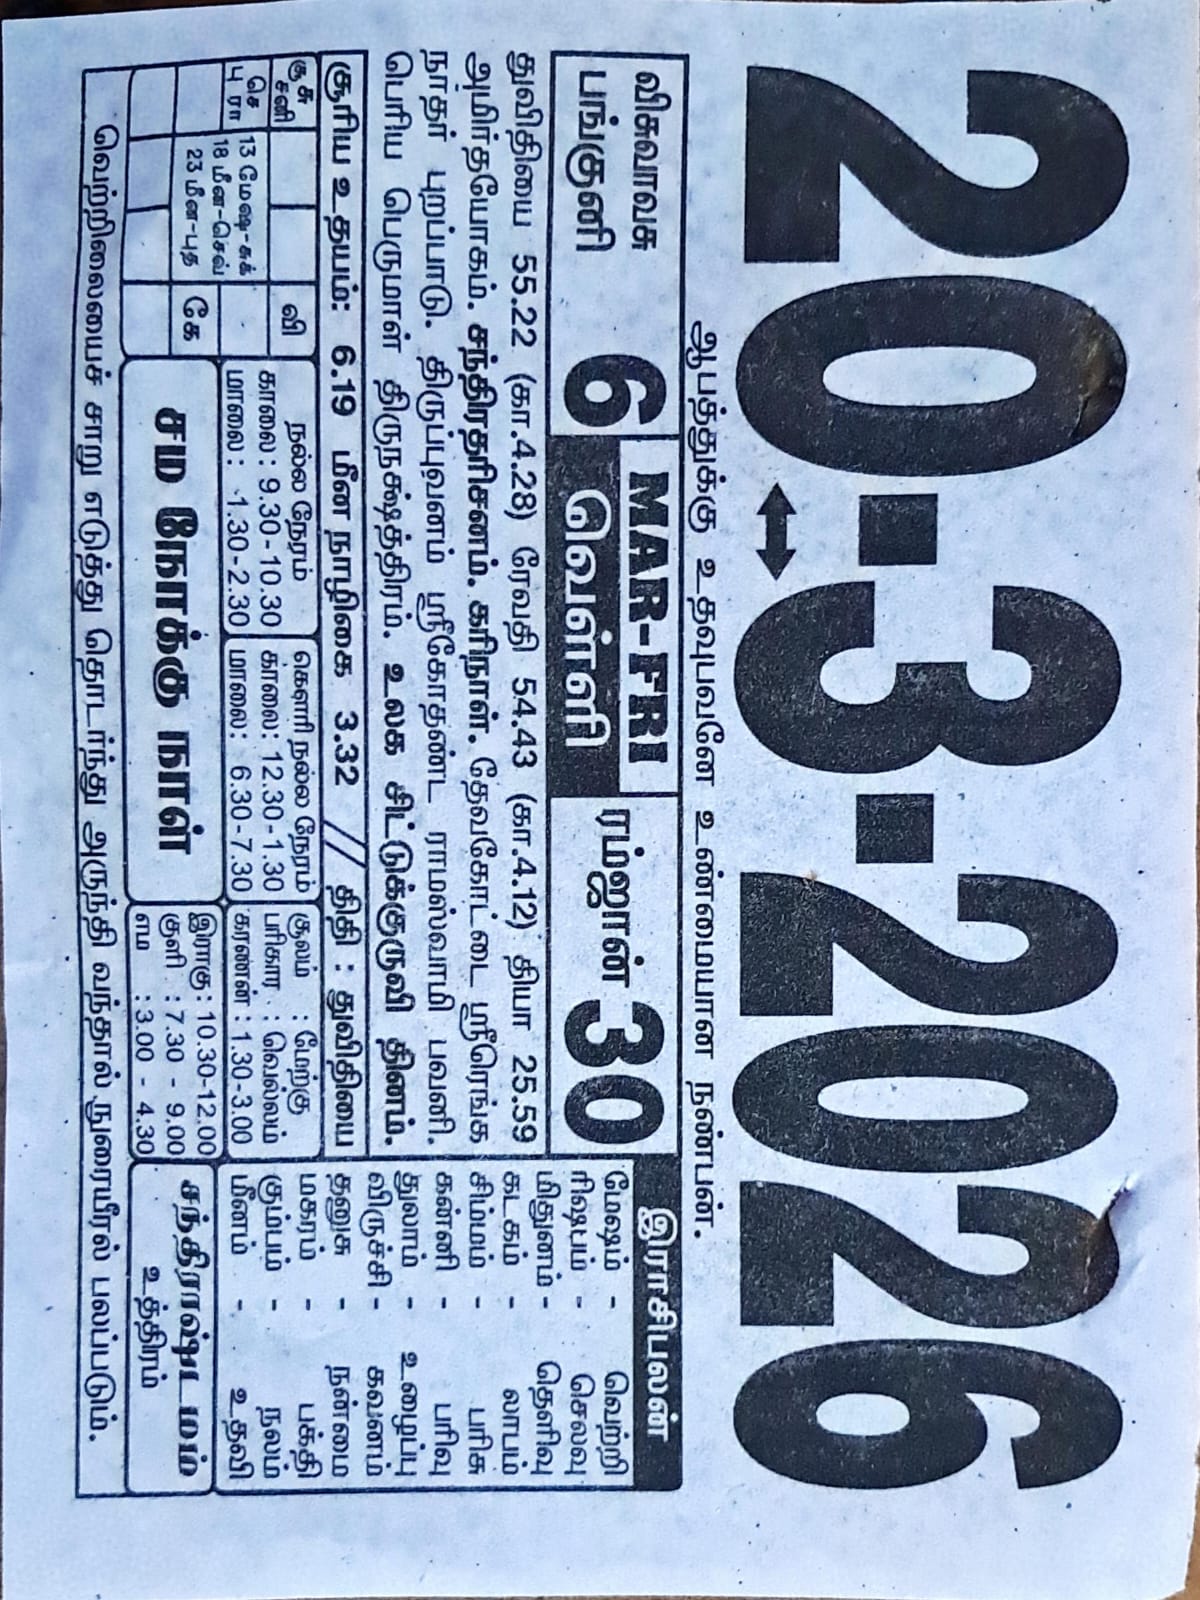 20-3-2026
ஆபத்துக்கு உதவுபவனே உண்மையான நண்பன்.
விசுவாவசு
பங்குனி 6
MAR-FRI
வெள்ளி
ரம்ஜான் 30
துவிதியை 55.22 (கா.4.28) ரேவதி 54.43 (கா.4.12) தியா 25.59
அமிர்தயோகம். சந்திரதரிசனம். கரிநாள். தேவகோட்டை ஸ்ரீரெங்க
நாதர் புறப்பாடு. திருப்புவனம் ஸ்ரீகோதண்ட ராமஸ்வாமி பவனி.
பெரிய பெருமாள் திருநக்ஷத்திரம். உலக சிட்டுக்குருவி தினம்.
சூரிய உதயம்: 6.19 மீன நாழிகை 3.32 // திதி : துவிதியை
இராசிபலன்
மேஷம் - வெற்றி
ரிஷபம் - செலவு
மிதுனம் - தெளிவு
கடகம் - லாபம்
சிம்மம் - பரிசு
கன்னி - பரிவு
துலாம் - உழைப்பு
விருச்சி - கவனம்
தனுசு - நன்மை
மகரம் - பக்தி
கும்பம் - நலம்
மீனம் - உதவி
குசு
சனி
வி
செ
பு ரா
13 மேஷ-சுக்
18 மீன-செவ்
23 மீன-புத
கே
நல்ல நேரம்
காலை: 9.30-10.30
மாலை: 1.30-2.30
கௌரி நல்ல நேரம்
காலை: 12.30-1.30
மாலை: 6.30-7.30
சூலம் : மேற்கு
பரிகார : வெல்லம்
கரணன் : 1.30-3.00
சம நோக்கு நாள்
இராகு : 10.30-12.00
குளி : 7.30 - 9.00
எம : 3.00 - 4.30
சந்திராஷ்டமம்
உத்திரம்
வெற்றிலையைச் சாறு எடுத்து தொடர்ந்து அருந்தி வந்தால் நுரையீரல் பலப்படும்.